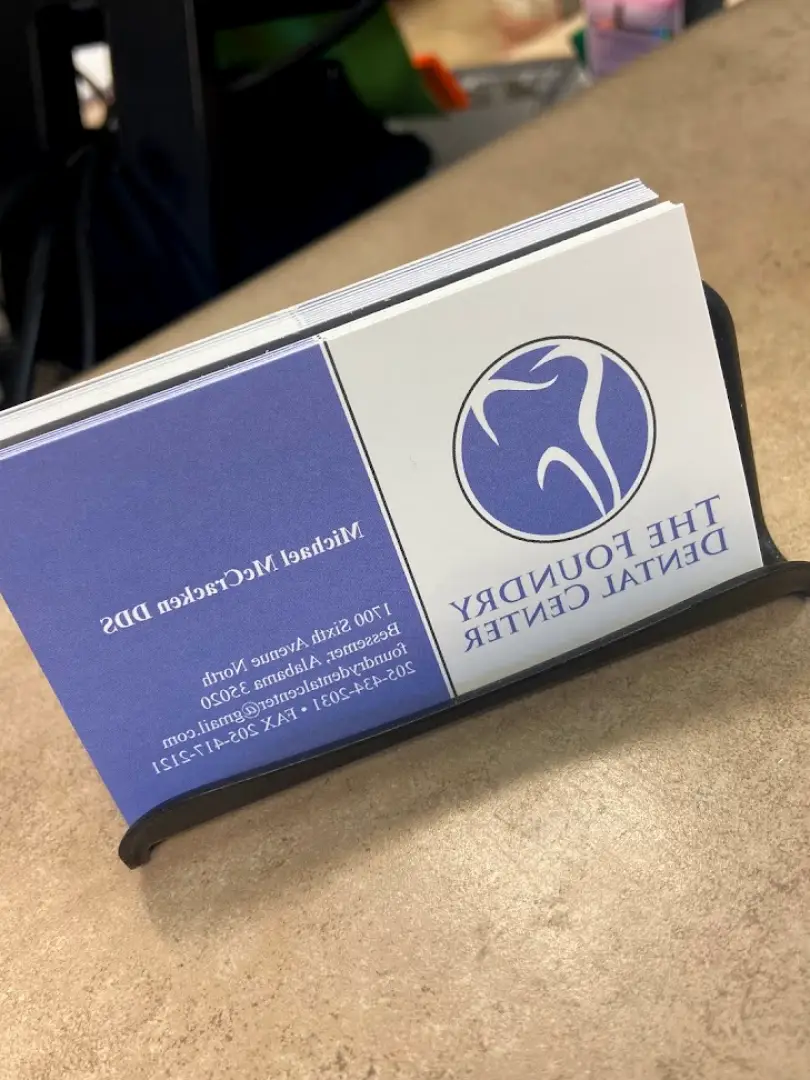 THE FOUNDRY
DENTAL CENTER
Michael McCracken DDS
1700 Sixth Avenue North
Bessemer, Alabama 35020
foundrydentalcenter@gmail.com
205-434-2031 • FAX 205-417-2121